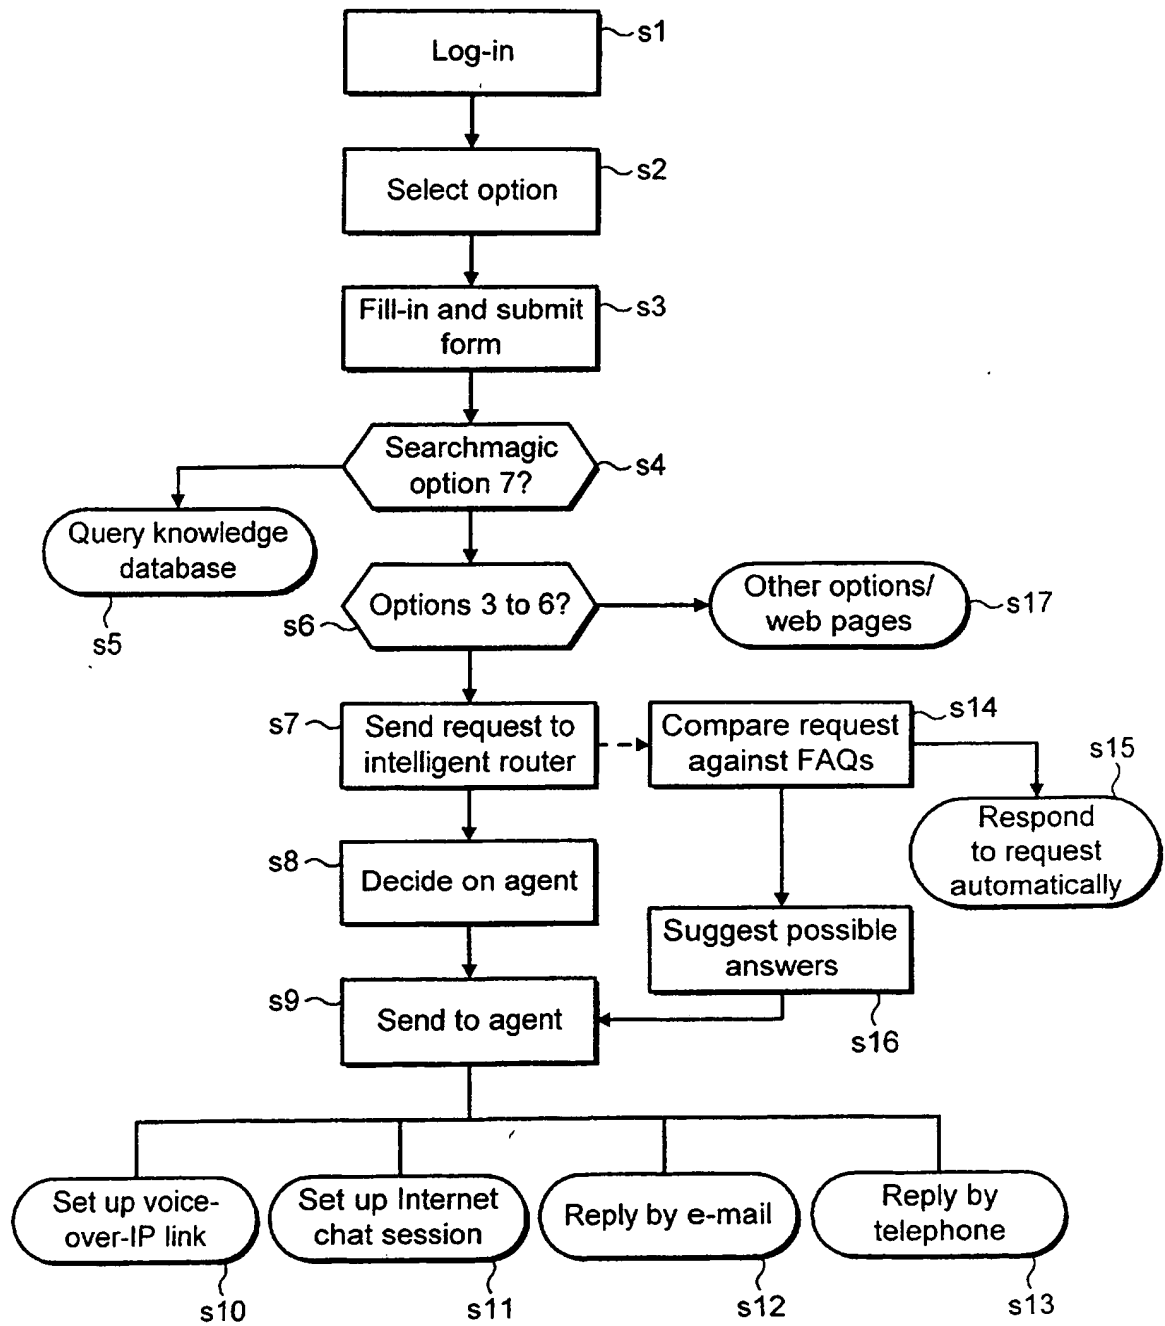 Log-in
s1
Select option
s2
Fill-in and submit
form
s3
Searchmagic
option 7?
s4
Query knowledge
database
s5
Options 3 to 6?
s6
Other options/
web pages
s17
s7
Send request to
intelligent router
Compare request
against FAQs
s14
s15
Respond
to request
automatically
s8
Decide on agent
Suggest possible
answers
s16
s9
Send to agent
Set up voice-
over-IP link
s10
Set up Internet
chat session
s11
Reply by e-mail
s12
Reply by
telephone
s13